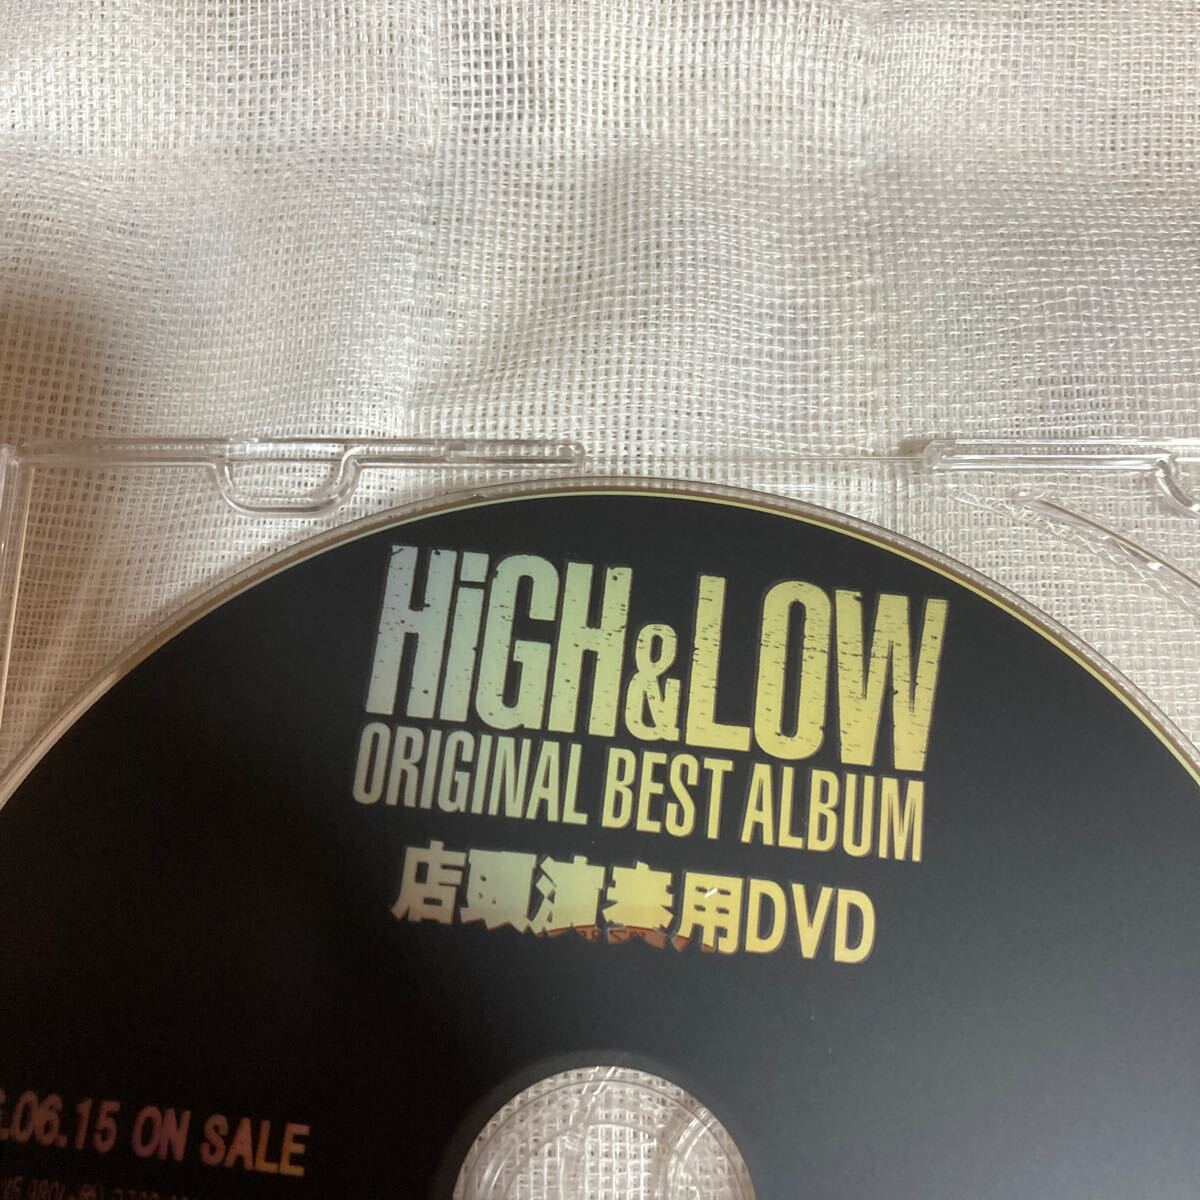 HiGH&LOW
ORIGINAL BEST ALBUM
店頭演奏用DVD
.06.15 ON SALE